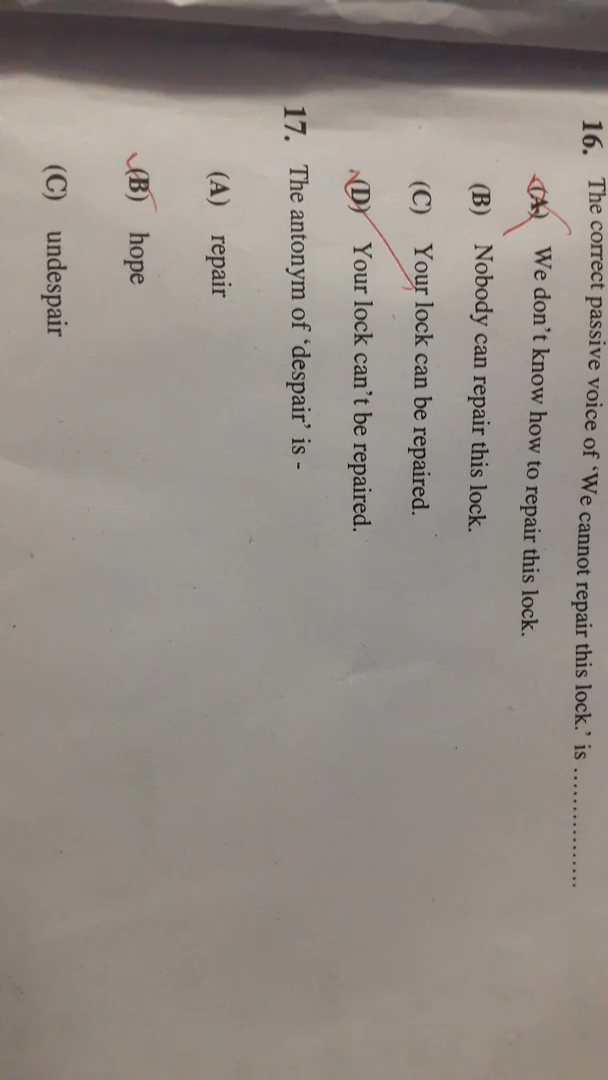 16. The correct passive voice of ‘We cannot repair this lock.’ is ................
(A) We don’t know how to repair this lock.
(B) Nobody can repair this lock.
(C) Your lock can be repaired.
(D) Your lock can’t be repaired.
17. The antonym of ‘despair’ is -
(A) repair
(B) hope
(C) undespair